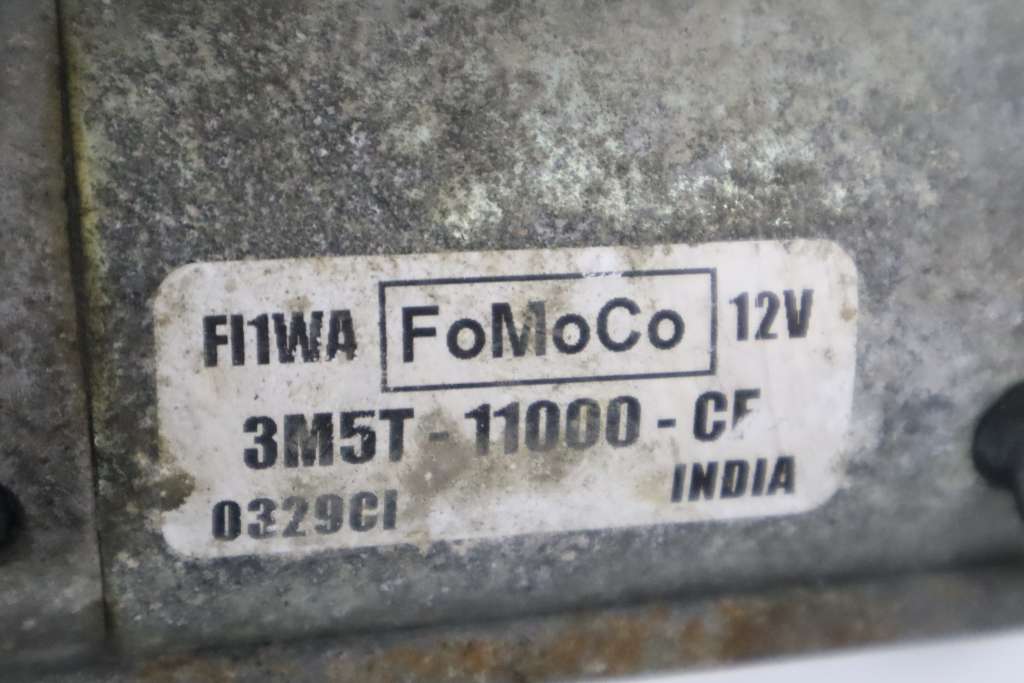 FI1WA FoMoCo 12V
3M5T - 11000 - CF
0329CI INDIA